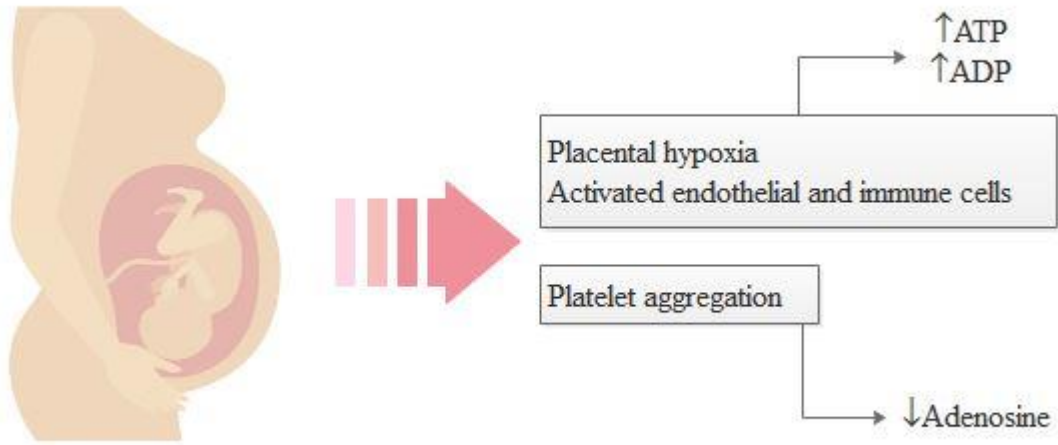 ↑ATP
↑ADP
Placental hypoxia
Activated endothelial and immune cells
Platelet aggregation
↓Adenosine